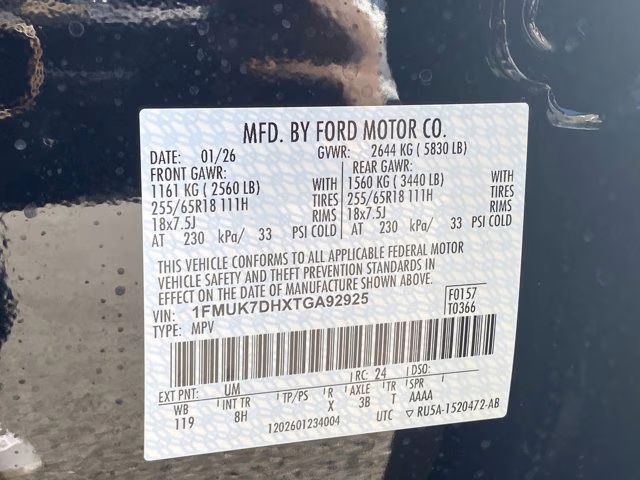 MFD. BY FORD MOTOR CO.
DATE: 01/26 GVWR: 2644 KG ( 5830 LB)
FRONT GAWR: REAR GAWR:
1161 KG ( 2560 LB) WITH 1560 KG ( 3440 LB) WITH
255/65R18 111H TIRES 255/65R18 111H TIRES
18x7.5J RIMS 18x7.5J RIMS
AT 230 kPa/ 33 PSI COLD AT 230 kPa/ 33 PSI COLD
THIS VEHICLE CONFORMS TO ALL APPLICABLE FEDERAL MOTOR
VEHICLE SAFETY AND THEFT PREVENTION STANDARDS IN
EFFECT ON THE DATE OF MANUFACTURE SHOWN ABOVE.
VIN: 1FMUK7DHXTGA92925 F0157
TYPE: MPV T0366
EXT PNT: UM RC: 24 DSO:
WB INT TR TP/PS R AXLE TR SPR
119 8H X 3B T AAAA
1202601234004 UTC ▽ RU5A-1520472-AB